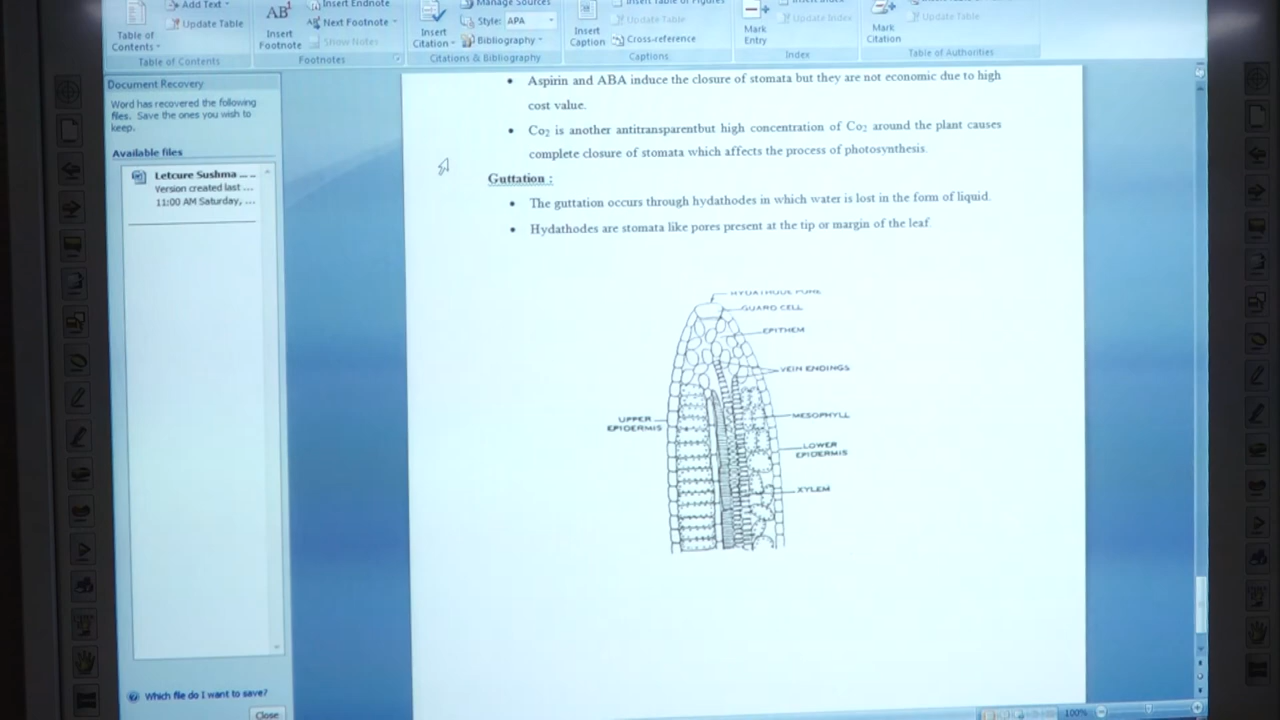 Add Text
Insert Endnote
Manage Sources
Update Table
AB¹
Next Footnote
Style: APA
Update Table
Update Index
Update Table
Table of
Contents
Insert
Footnote
Show Notes
Insert
Citation
Bibliography
Insert
Caption
Cross-reference
Mark
Entry
Mark
Citation
Table of Contents
Footnotes
Citations & Bibliography
Captions
Index
Table of Authorities
Document Recovery
Word has recovered the following
files. Save the ones you wish to
keep.
Available files
Letcure Sushma ...
Version created last ...
11:00 AM Saturday, ...
Which file do I want to save?
Close
• Aspirin and ABA induce the closure of stomata but they are not economic due to high
cost value.
• Co₂ is another antitransparentbut high concentration of Co₂ around the plant causes
complete closure of stomata which affects the process of photosynthesis.
Guttation :
• The guttation occurs through hydathodes in which water is lost in the form of liquid.
• Hydathodes are stomata like pores present at the tip or margin of the leaf.
GUARD CELL
EPITHEM
VEIN ENDINGS
UPPER
EPIDERMIS
MESOPHYLL
LOWER
EPIDERMIS
XYLEM
100%